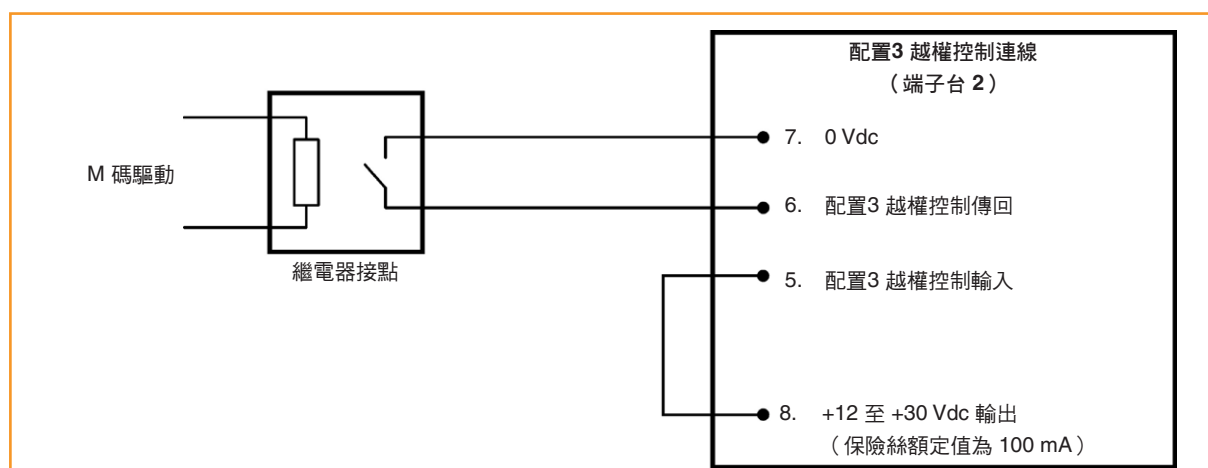 配置3 越權控制連線
（端子台 2）
7. 0 Vdc
M 碼驅動
6. 配置3 越權控制傳回
繼電器接點
5. 配置3 越權控制輸入
8. +12 至 +30 Vdc 輸出
（保險絲額定值為 100 mA）